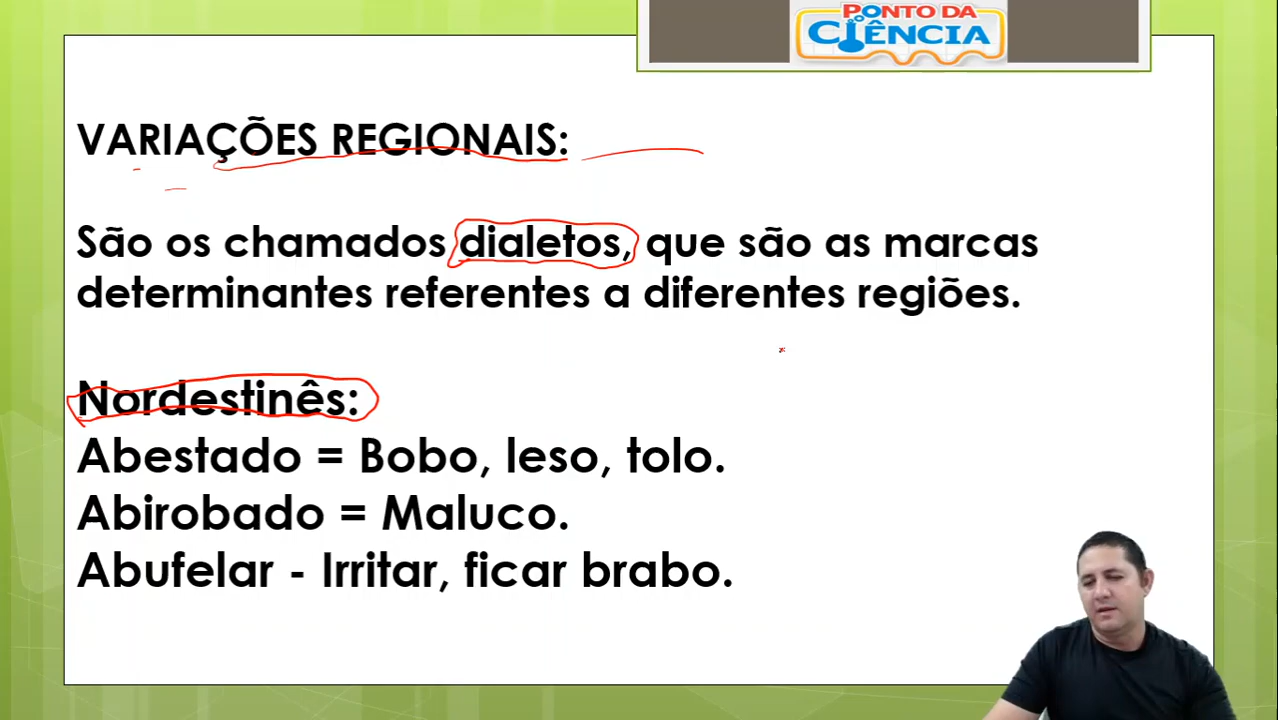 PONTO DA
CIÊNCIA
VARIAÇÕES REGIONAIS:
São os chamados dialetos, que são as marcas
determinantes referentes a diferentes regiões.
Nordestinês:
Abestado = Bobo, leso, tolo.
Abirobado = Maluco.
Abufelar - Irritar, ficar brabo.